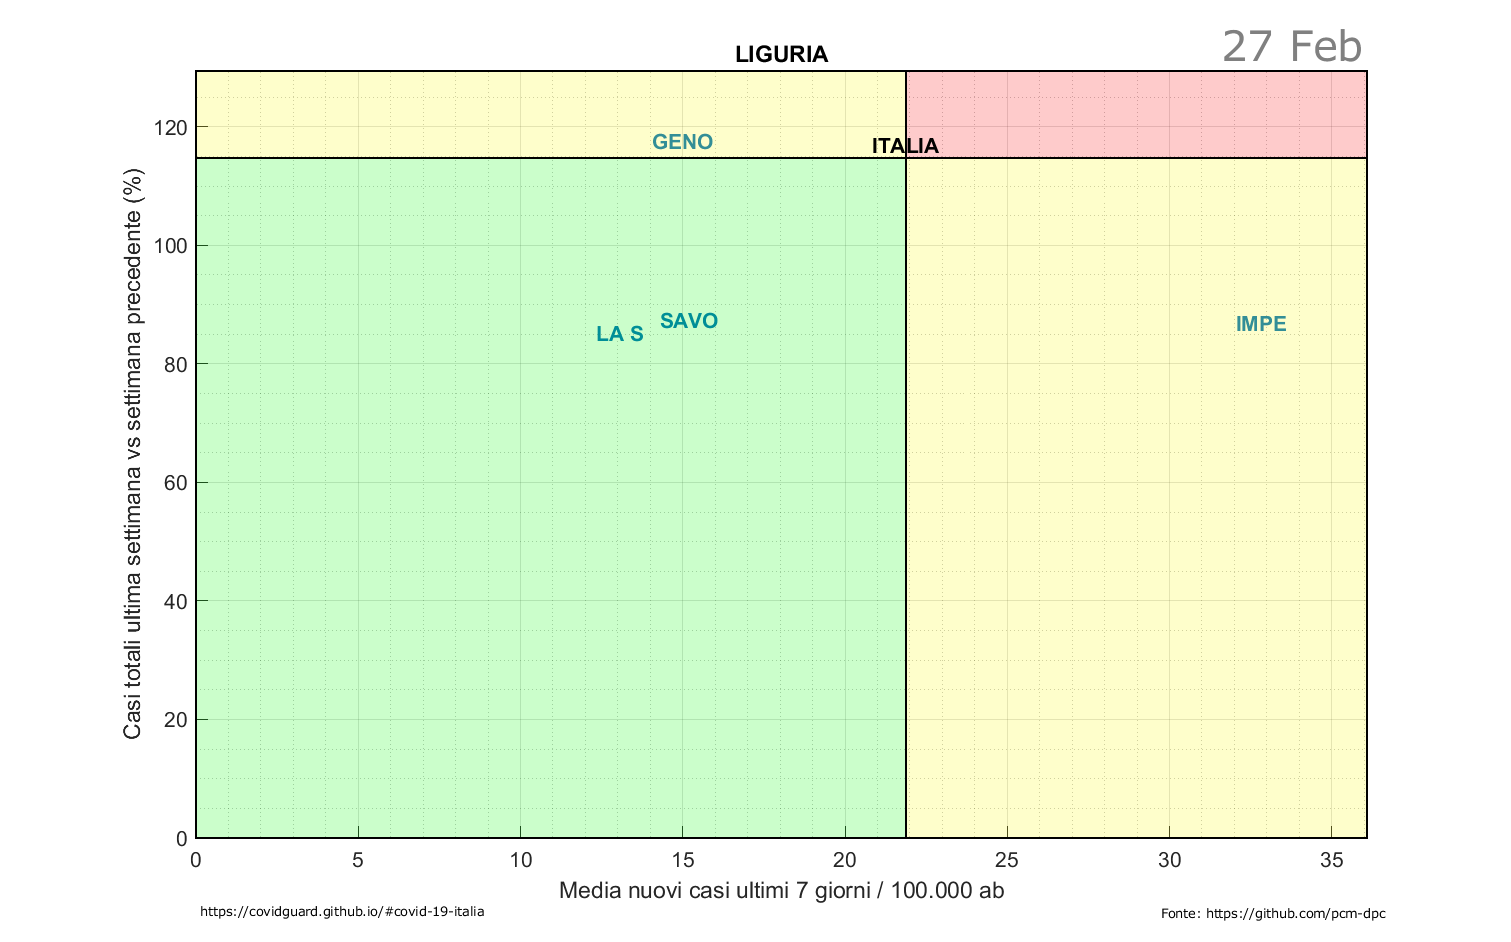 27 Feb
LIGURIA
Casi totali ultima settimana vs settimana precedente (%)
120
100
80
60
40
20
0
GENO
ITALIA
LA S
SAVO
IMPE
0 5 10 15 20 25 30 35
Media nuovi casi ultimi 7 giorni / 100.000 ab
https://covidguard.github.io/#covid-19-italia
Fonte: https://github.com/pcm-dpc